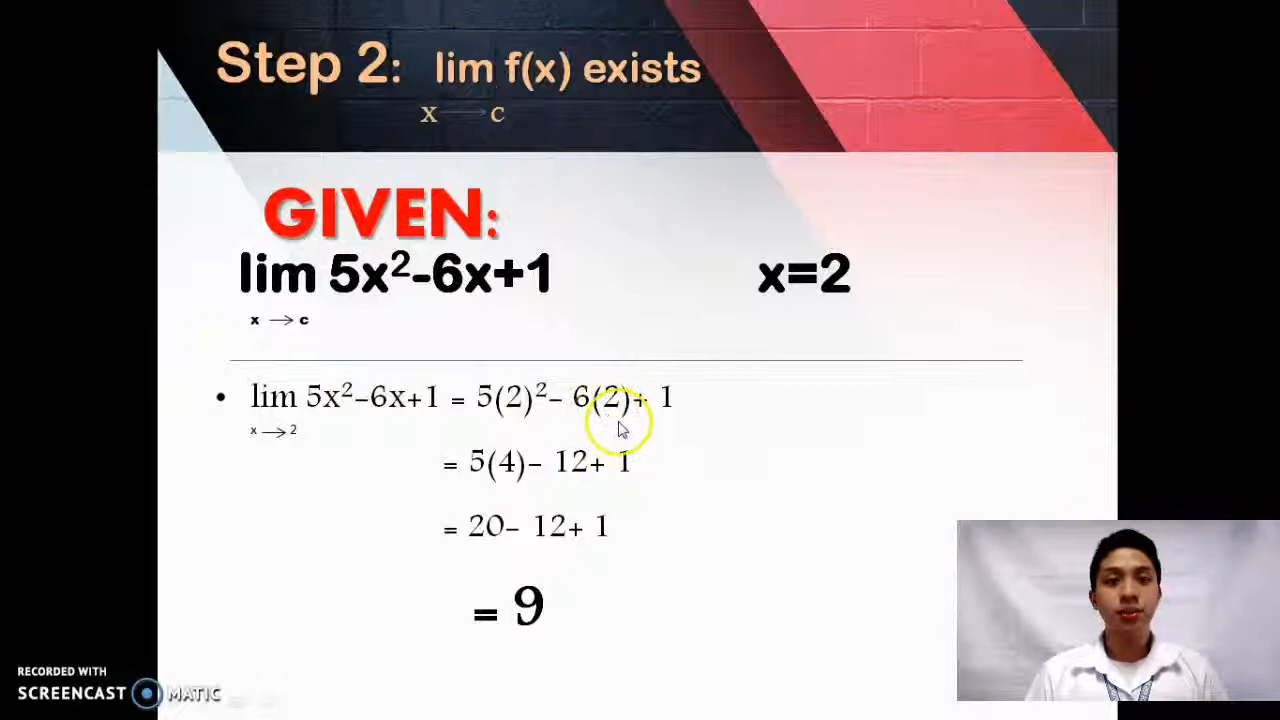 Step 2: lim f(x) exists
x → c
GIVEN:
lim 5x²-6x+1 x=2
x → c
• lim 5x²-6x+1 = 5(2)²- 6(2)+ 1
x → 2
= 5(4)- 12+ 1
= 20- 12+ 1
= 9
RECORDED WITH
SCREENCAST MATIC